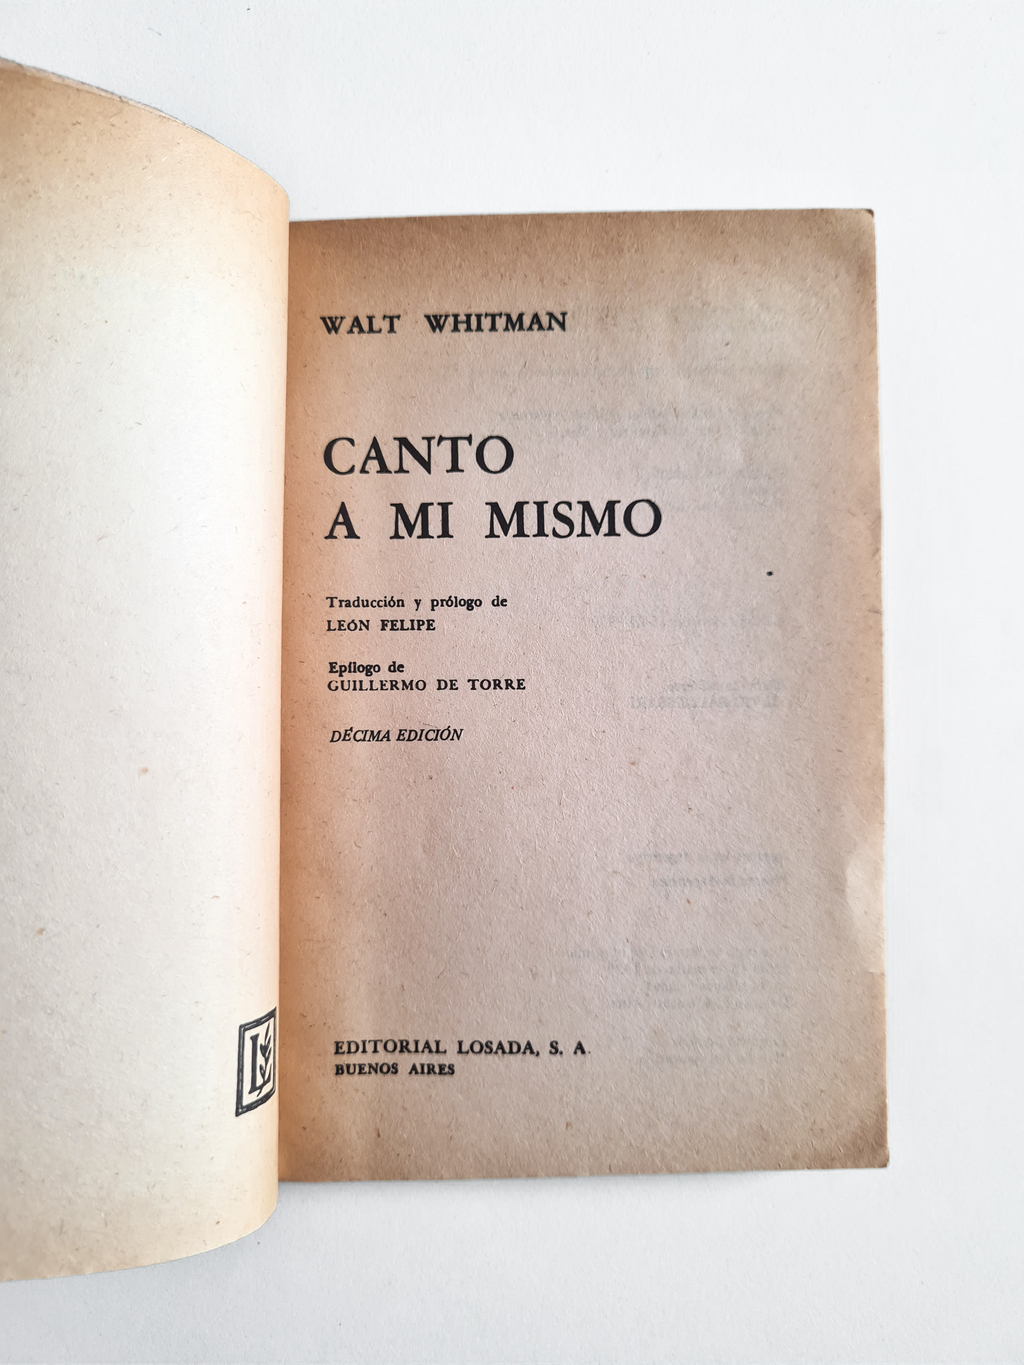 WALT WHITMAN
CANTO
A MI MISMO
Traducción y prólogo de
LEÓN FELIPE
Epílogo de
GUILLERMO DE TORRE
DÉCIMA EDICIÓN
L
EDITORIAL LOSADA, S. A.
BUENOS AIRES